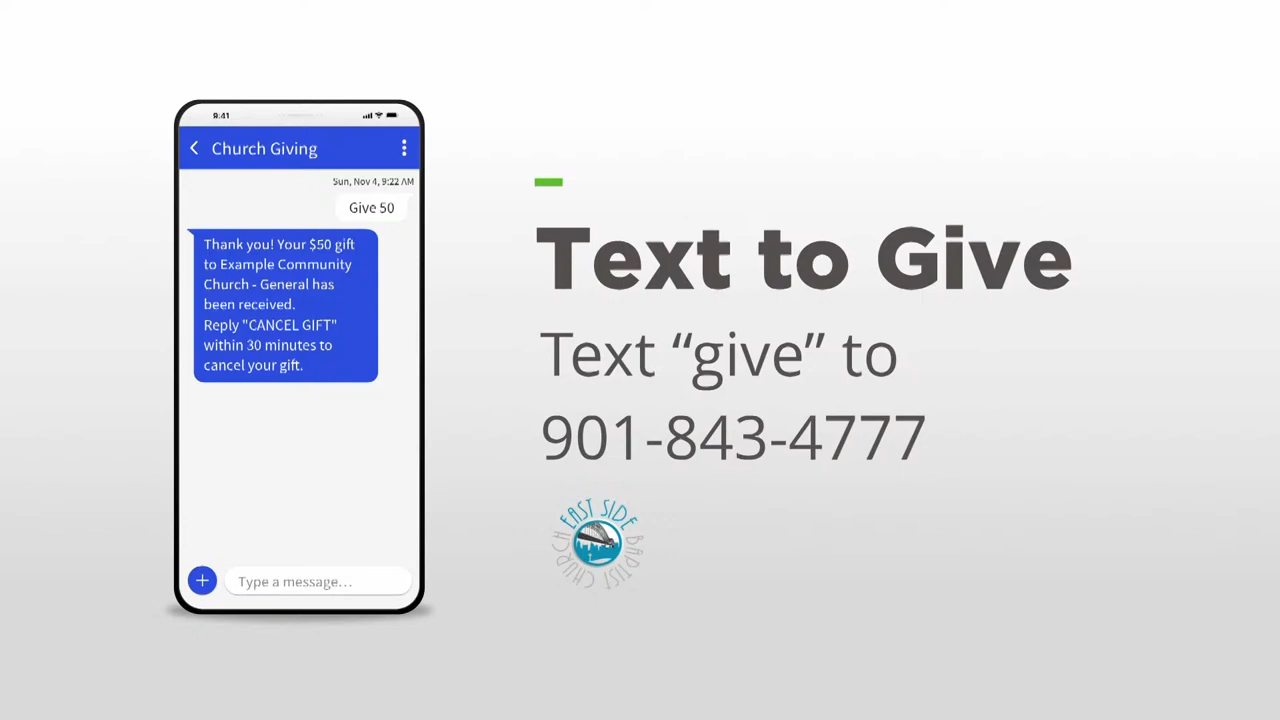 9:41
Church Giving
Sun, Nov 4, 9:22 AM
Give 50
Thank you! Your $50 gift
to Example Community
Church - General has
been received.
Reply "CANCEL GIFT"
within 30 minutes to
cancel your gift.
Type a message...
Text to Give
Text “give” to
901-843-4777
EAST SIDE BAPTIST CHURCH